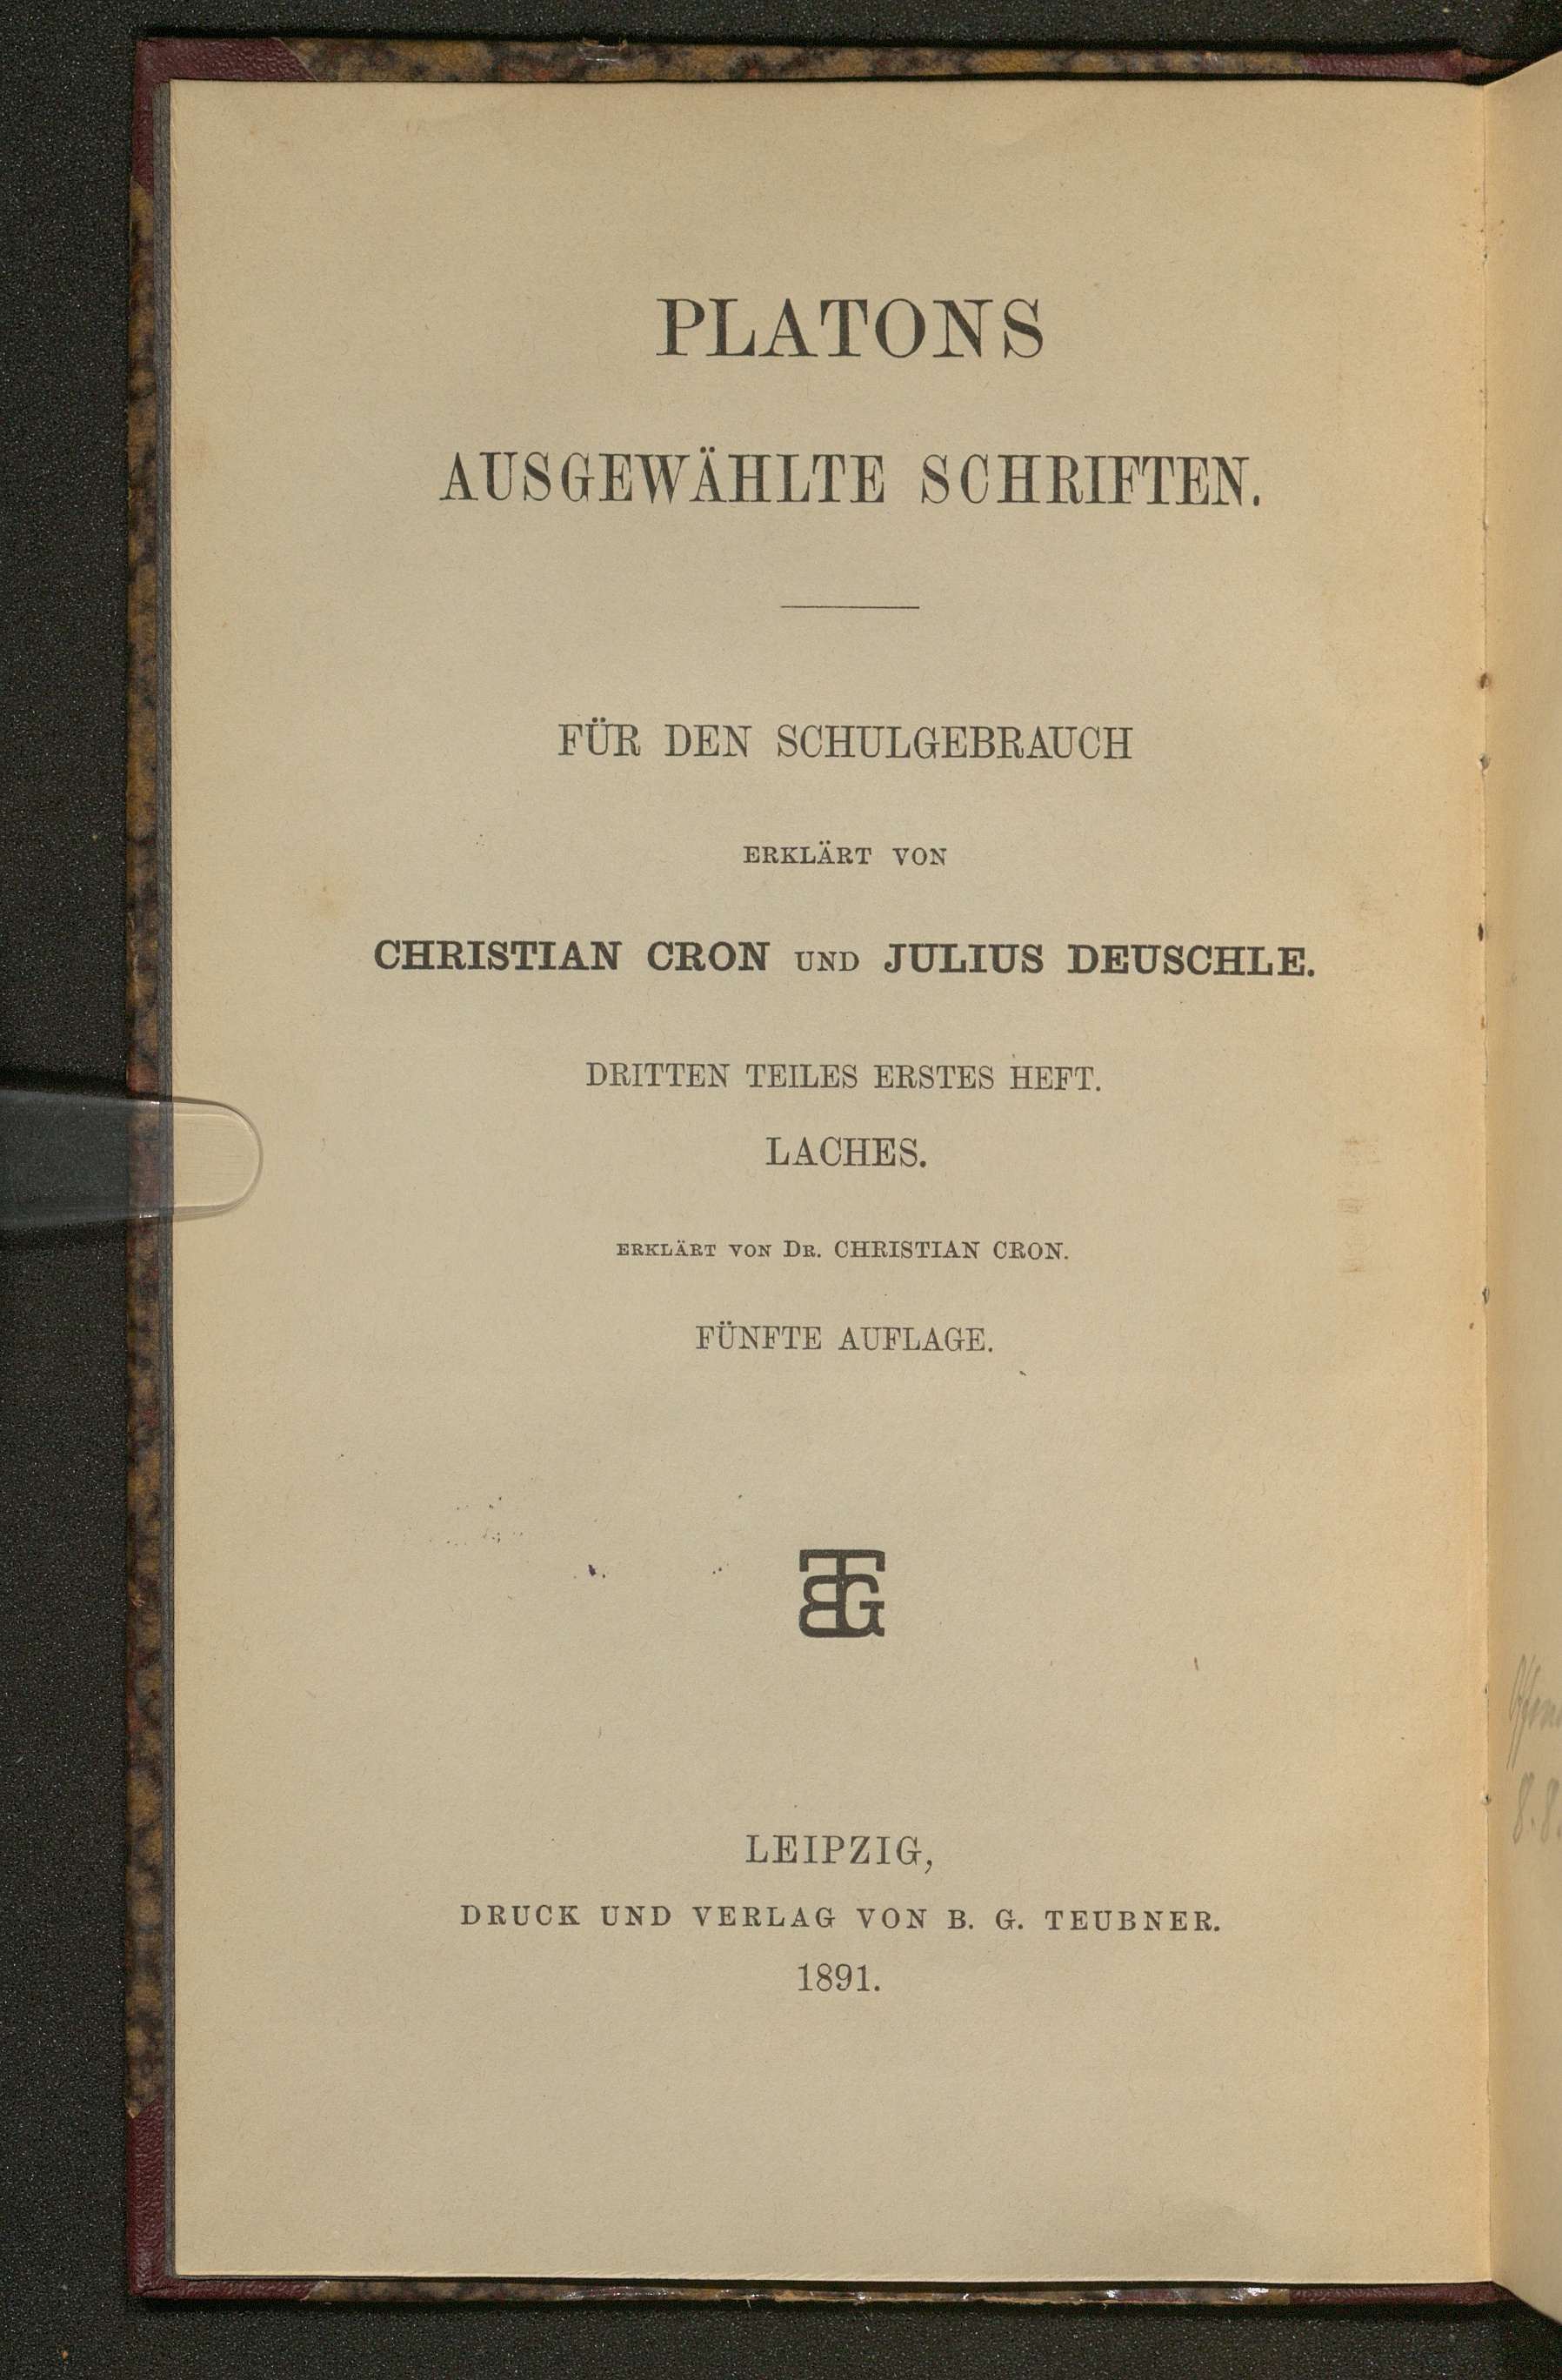 PLATONS
AUSGEWÄHLTE SCHRIFTEN.
FÜR DEN SCHULGEBRAUCH
ERKLÄRT VON
CHRISTIAN CRON UND JULIUS DEUSCHLE.
DRITTEN TEILES ERSTES HEFT.
LACHES.
ERKLÄRT VON DR. CHRISTIAN CRON.
FÜNFTE AUFLAGE.
BTG
LEIPZIG,
DRUCK UND VERLAG VON B. G. TEUBNER.
1891.